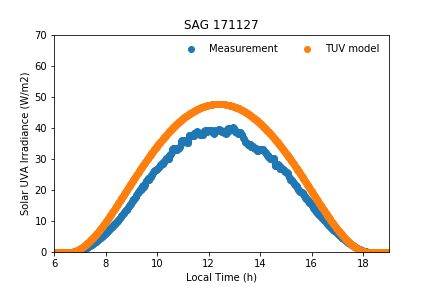 SAG 171127
Measurement
TUV model
Solar UVA Irradiance (W/m2)
70
60
50
40
30
20
10
0
6 8 10 12 14 16 18
Local Time (h)